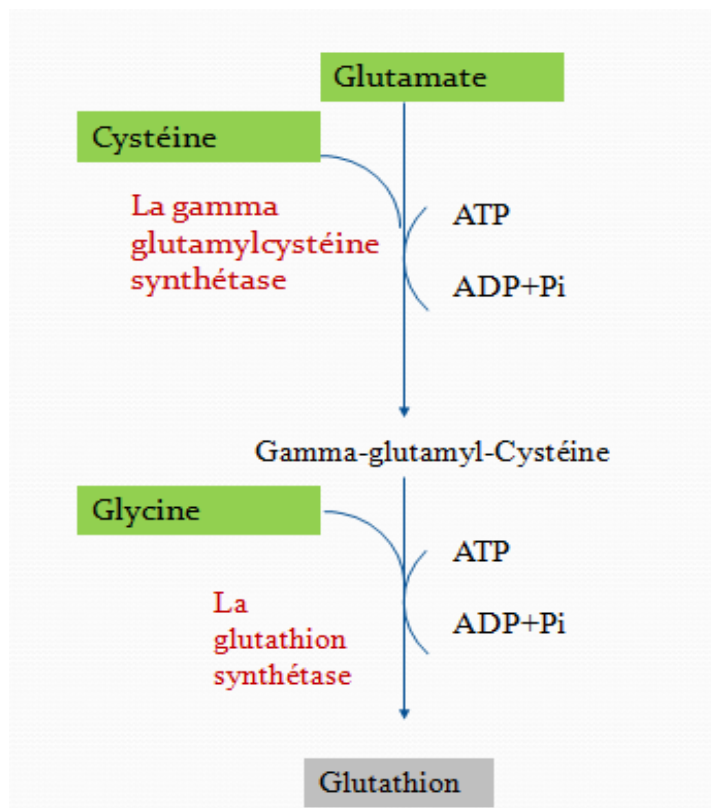 Glutamate
Cystéine
La gamma
glutamylcystéine
synthétase
ATP
ADP+Pi
Gamma-glutamyl-Cystéine
Glycine
ATP
ADP+Pi
La
glutathion
synthétase
Glutathion